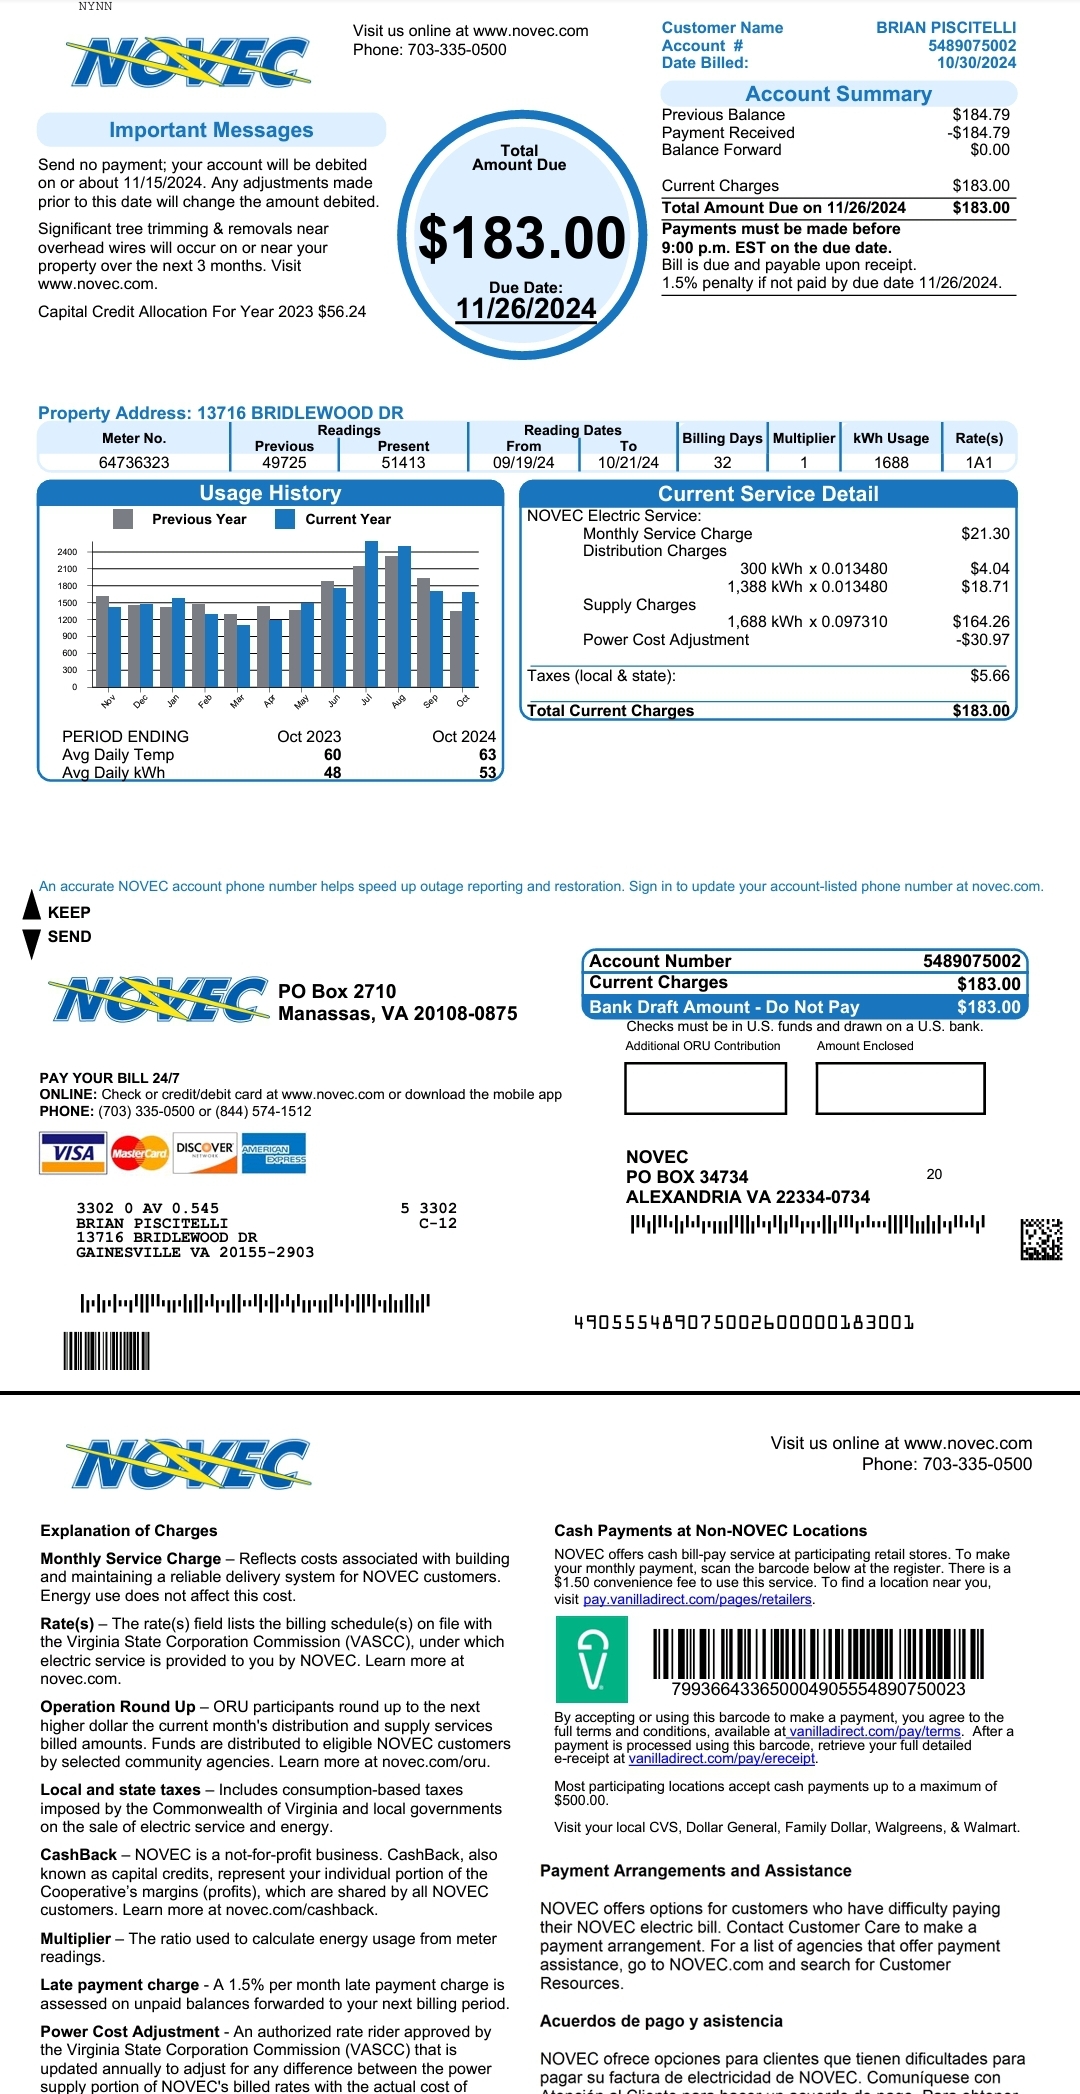 NYNN
NOVEC
Visit us online at www.novec.com
Phone: 703-335-0500
Customer Name BRIAN PISCITELLI
Account # 5489075002
Date Billed: 10/30/2024
Important Messages
Send no payment; your account will be debited
on or about 11/15/2024. Any adjustments made
prior to this date will change the amount debited.
Significant tree trimming & removals near
overhead wires will occur on or near your
property over the next 3 months. Visit
www.novec.com.
Capital Credit Allocation For Year 2023 $56.24
Total
Amount Due
$183.00
Due Date:
11/26/2024
Account Summary
Previous Balance $184.79
Payment Received -$184.79
Balance Forward $0.00
Current Charges $183.00
Total Amount Due on 11/26/2024 $183.00
Payments must be made before
9:00 p.m. EST on the due date.
Bill is due and payable upon receipt.
1.5% penalty if not paid by due date 11/26/2024.
Property Address: 13716 BRIDLEWOOD DR
Meter No. Readings Reading Dates Billing Days Multiplier kWh Usage Rate(s)
Previous Present From To
64736323 49725 51413 09/19/24 10/21/24 32 1 1688 1A1
Usage History
Previous Year Current Year
2400
2100
1800
1500
1200
900
600
300
0
Nov Dec Jan Feb Mar Apr May Jun Jul Aug Sep Oct
PERIOD ENDING Oct 2023 Oct 2024
Avg Daily Temp 60 63
Avg Daily kWh 48 53
Current Service Detail
NOVEC Electric Service:
Monthly Service Charge $21.30
Distribution Charges
300 kWh x 0.013480 $4.04
1,388 kWh x 0.013480 $18.71
Supply Charges
1,688 kWh x 0.097310 $164.26
Power Cost Adjustment -$30.97
Taxes (local & state): $5.66
Total Current Charges $183.00
An accurate NOVEC account phone number helps speed up outage reporting and restoration. Sign in to update your account-listed phone number at novec.com.
KEEP
SEND
NOVEC
PO Box 2710
Manassas, VA 20108-0875
Account Number 5489075002
Current Charges $183.00
Bank Draft Amount - Do Not Pay $183.00
Checks must be in U.S. funds and drawn on a U.S. bank.
Additional ORU Contribution Amount Enclosed
PAY YOUR BILL 24/7
ONLINE: Check or credit/debit card at www.novec.com or download the mobile app
PHONE: (703) 335-0500 or (844) 574-1512
VISA MasterCard DISCOVER NETWORK AMERICAN EXPRESS
NOVEC
PO BOX 34734 20
ALEXANDRIA VA 22334-0734
3302 0 AV 0.545 5 3302
BRIAN PISCITELLI C-12
13716 BRIDLEWOOD DR
GAINESVILLE VA 20155-2903
490555489075002600000183001
NOVEC
Visit us online at www.novec.com
Phone: 703-335-0500
Explanation of Charges
Monthly Service Charge – Reflects costs associated with building
and maintaining a reliable delivery system for NOVEC customers.
Energy use does not affect this cost.
Rate(s) – The rate(s) field lists the billing schedule(s) on file with
the Virginia State Corporation Commission (VASCC), under which
electric service is provided to you by NOVEC. Learn more at
novec.com.
Operation Round Up – ORU participants round up to the next
higher dollar the current month's distribution and supply services
billed amounts. Funds are distributed to eligible NOVEC customers
by selected community agencies. Learn more at novec.com/oru.
Local and state taxes – Includes consumption-based taxes
imposed by the Commonwealth of Virginia and local governments
on the sale of electric service and energy.
CashBack – NOVEC is a not-for-profit business. CashBack, also
known as capital credits, represent your individual portion of the
Cooperative's margins (profits), which are shared by all NOVEC
customers. Learn more at novec.com/cashback.
Multiplier – The ratio used to calculate energy usage from meter
readings.
Late payment charge - A 1.5% per month late payment charge is
assessed on unpaid balances forwarded to your next billing period.
Power Cost Adjustment - An authorized rate rider approved by
the Virginia State Corporation Commission (VASCC) that is
updated annually to adjust for any difference between the power
supply portion of NOVEC's billed rates with the actual cost of
Cash Payments at Non-NOVEC Locations
NOVEC offers cash bill-pay service at participating retail stores. To make
your monthly payment, scan the barcode below at the register. There is a
$1.50 convenience fee to use this service. To find a location near you,
visit pay.vanilladirect.com/pages/retailers.
799366433650004905554890750023
By accepting or using this barcode to make a payment, you agree to the
full terms and conditions, available at vanilladirect.com/pay/terms. After a
payment is processed using this barcode, retrieve your full detailed
e-receipt at vanilladirect.com/pay/ereceipt.
Most participating locations accept cash payments up to a maximum of
$500.00.
Visit your local CVS, Dollar General, Family Dollar, Walgreens, & Walmart.
Payment Arrangements and Assistance
NOVEC offers options for customers who have difficulty paying
their NOVEC electric bill. Contact Customer Care to make a
payment arrangement. For a list of agencies that offer payment
assistance, go to NOVEC.com and search for Customer
Resources.
Acuerdos de pago y asistencia
NOVEC ofrece opciones para clientes que tienen dificultades para
pagar su factura de electricidad de NOVEC. Comuníquese con